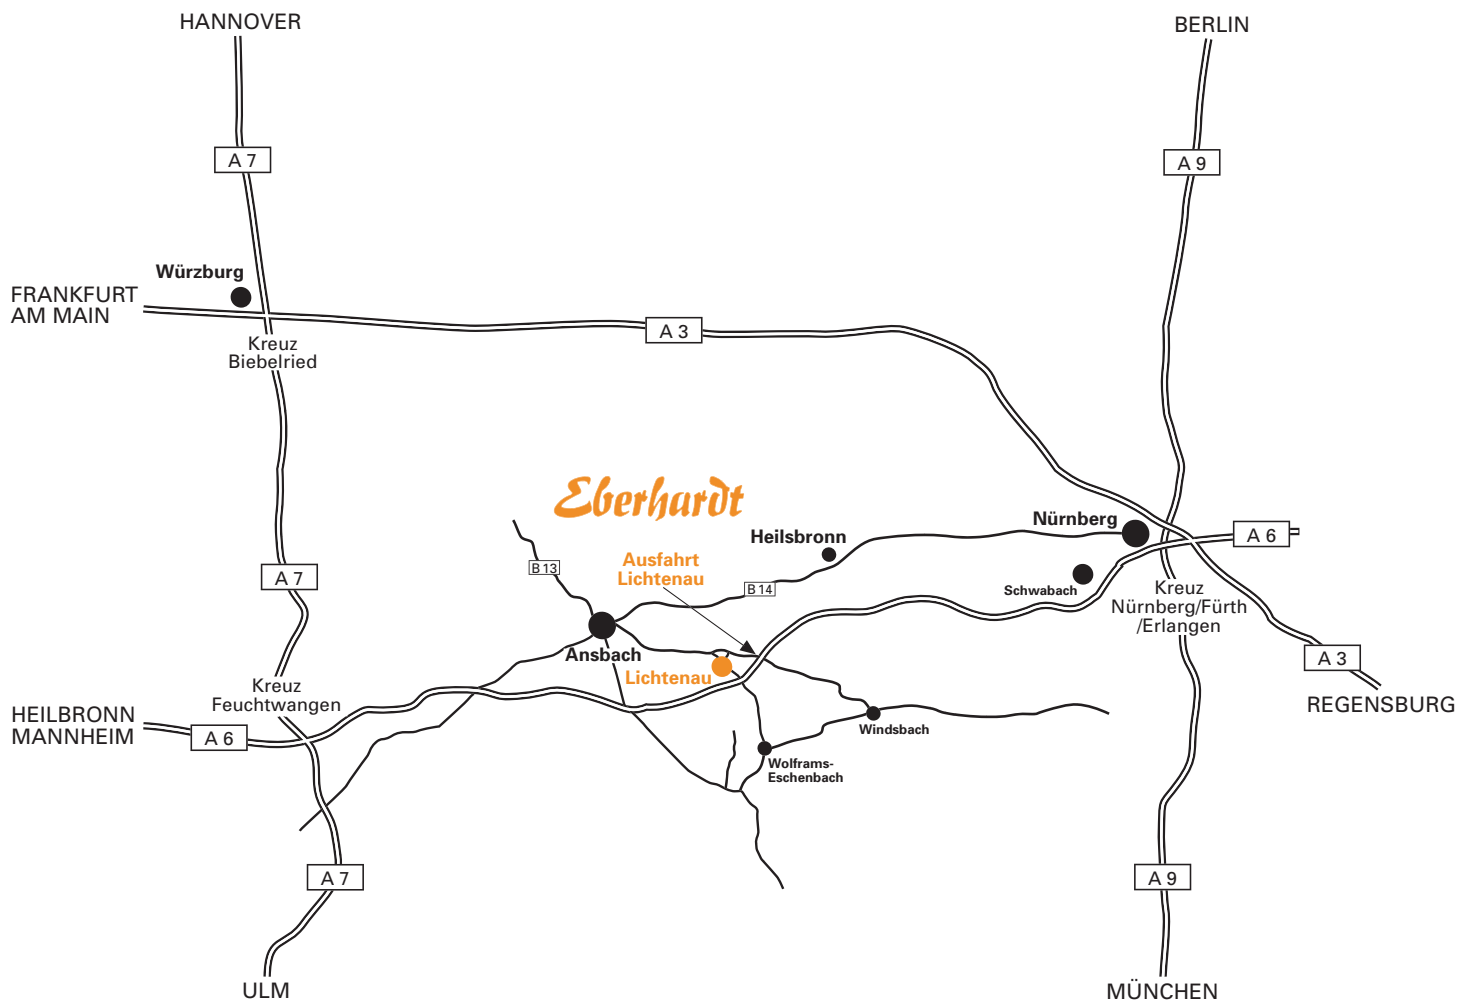 HANNOVER
BERLIN
A 7
A 9
Würzburg
FRANKFURT
AM MAIN
A 3
Kreuz
Biebelried
Eberhardt
Nürnberg
Heilsbronn
A 6
Ausfahrt
Lichtenau
B 13
B 14
A 7
Schwabach
Kreuz
Nürnberg/Fürth
/Erlangen
Ansbach
Lichtenau
A 3
Kreuz
Feuchtwangen
REGENSBURG
HEILBRONN
MANNHEIM
A 6
Windsbach
Wolframs-
Eschenbach
A 7
A 9
ULM
MÜNCHEN